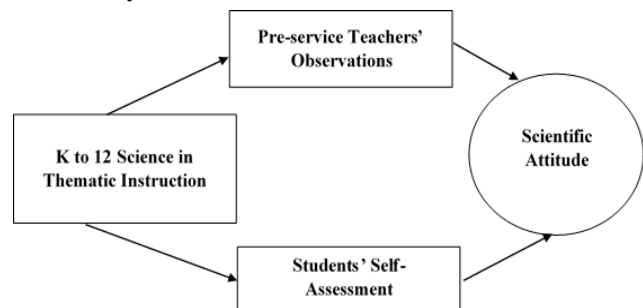 Pre-service Teachers'
Observations
K to 12 Science in
Thematic Instruction
Scientific
Attitude
Students' Self-
Assessment